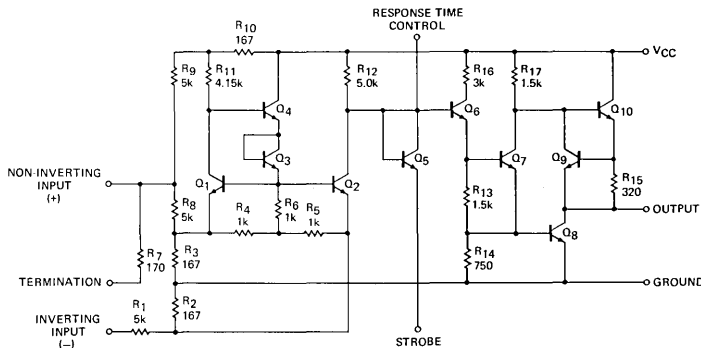 RESPONSE TIME
CONTROL
R10
167
VCC
R9
5k
R11
4.15k
R12
5.0k
R16
3k
R17
1.5k
Q4
Q6
Q10
Q3
NON-INVERTING
INPUT
(+)
Q1
Q2
Q5
Q7
Q9
R15
320
R8
5k
R4
1k
R6
1k
R5
1k
R13
1.5k
OUTPUT
Q8
R7
170
R3
167
R14
750
TERMINATION
GROUND
R1
5k
R2
167
INVERTING
INPUT
(–)
STROBE